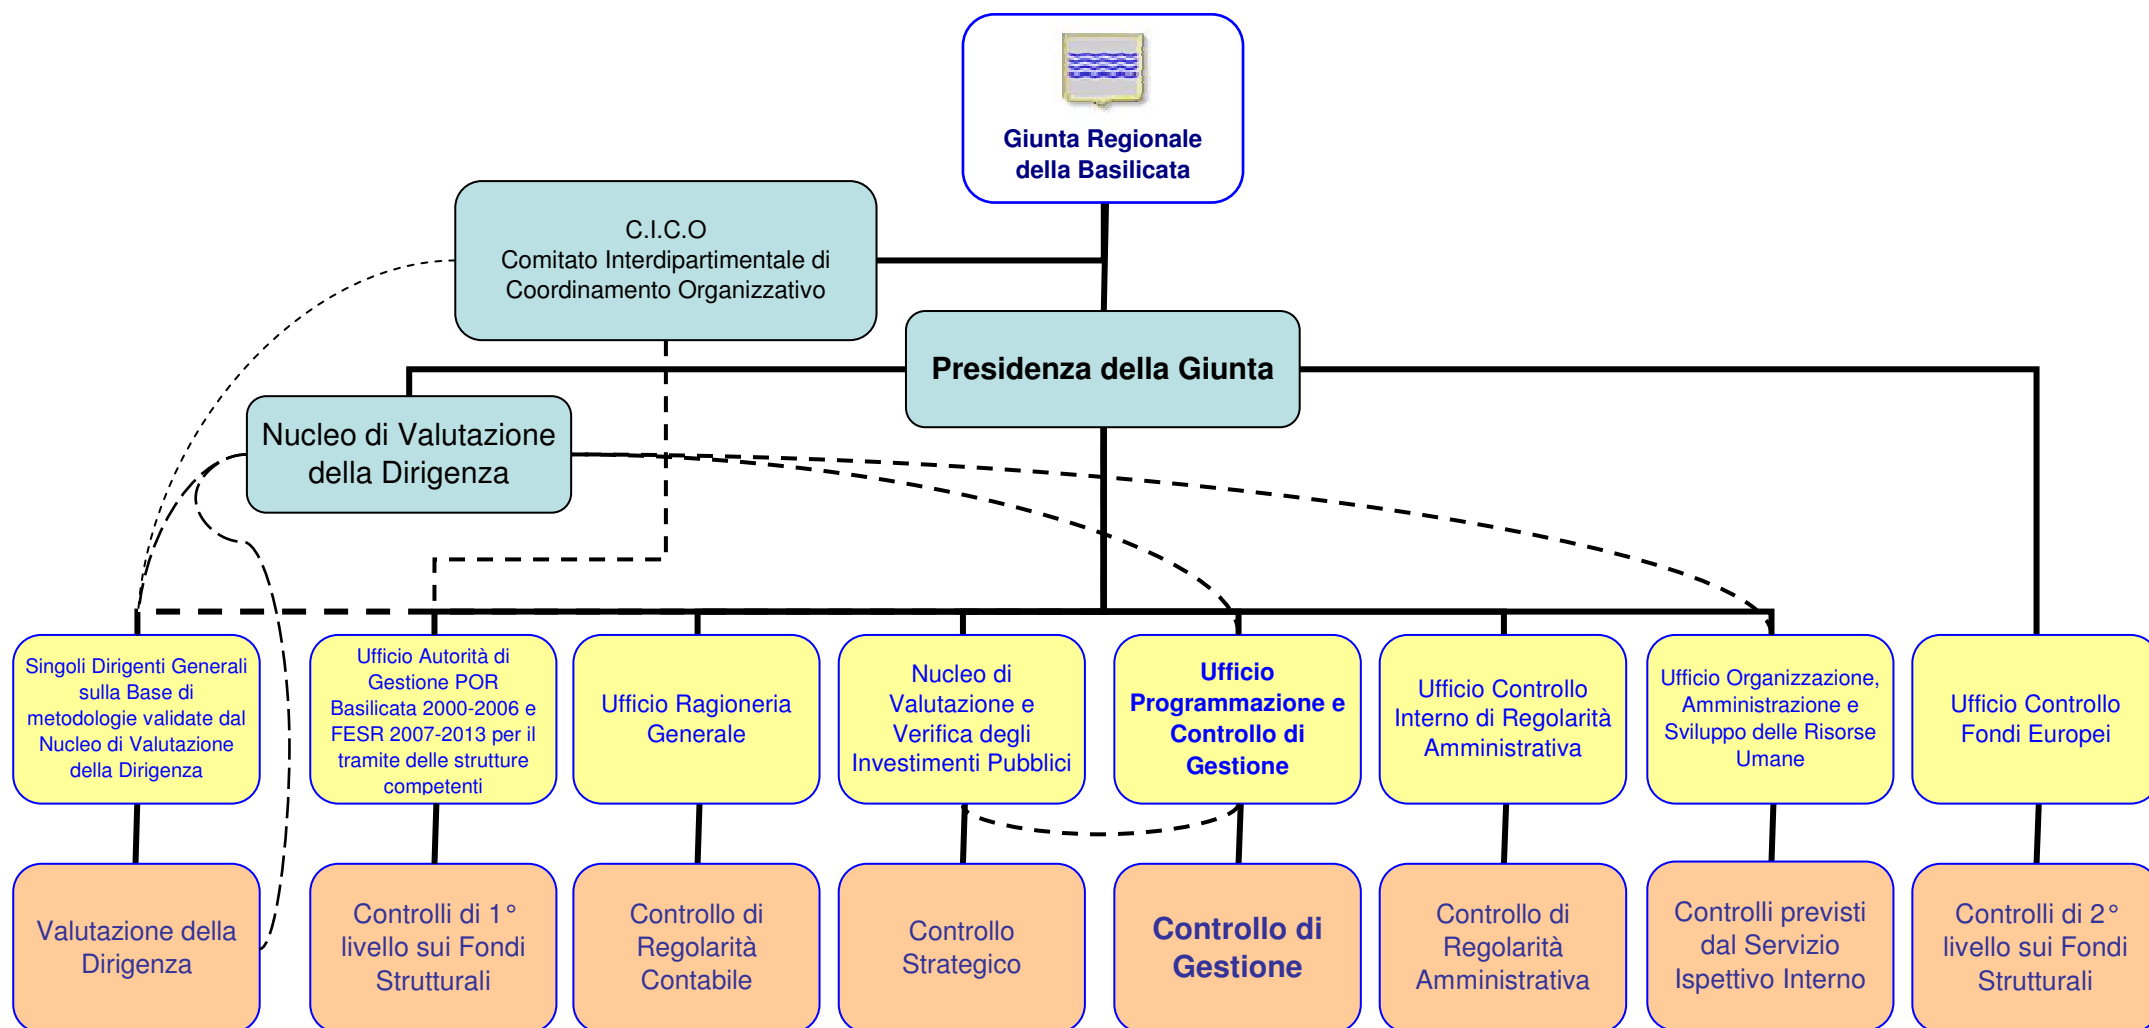 Giunta Regionale
della Basilicata
C.I.C.O
Comitato Interdipartimentale di
Coordinamento Organizzativo
Presidenza della Giunta
Nucleo di Valutazione
della Dirigenza
Singoli Dirigenti Generali
sulla Base di
metodologie validate dal
Nucleo di Valutazione
della Dirigenza
Ufficio Autorità di
Gestione POR
Basilicata 2000-2006 e
FESR 2007-2013 per il
tramite delle strutture
competenti
Ufficio Ragioneria
Generale
Nucleo di
Valutazione e
Verifica degli
Investimenti Pubblici
Ufficio
Programmazione e
Controllo di
Gestione
Ufficio Controllo
Interno di Regolarità
Amministrativa
Ufficio Organizzazione,
Amministrazione e
Sviluppo delle Risorse
Umane
Ufficio Controllo
Fondi Europei
Valutazione della
Dirigenza
Controlli di 1°
livello sui Fondi
Strutturali
Controllo di
Regolarità
Contabile
Controllo
Strategico
Controllo di
Gestione
Controllo di
Regolarità
Amministrativa
Controlli previsti
dal Servizio
Ispettivo Interno
Controlli di 2°
livello sui Fondi
Strutturali